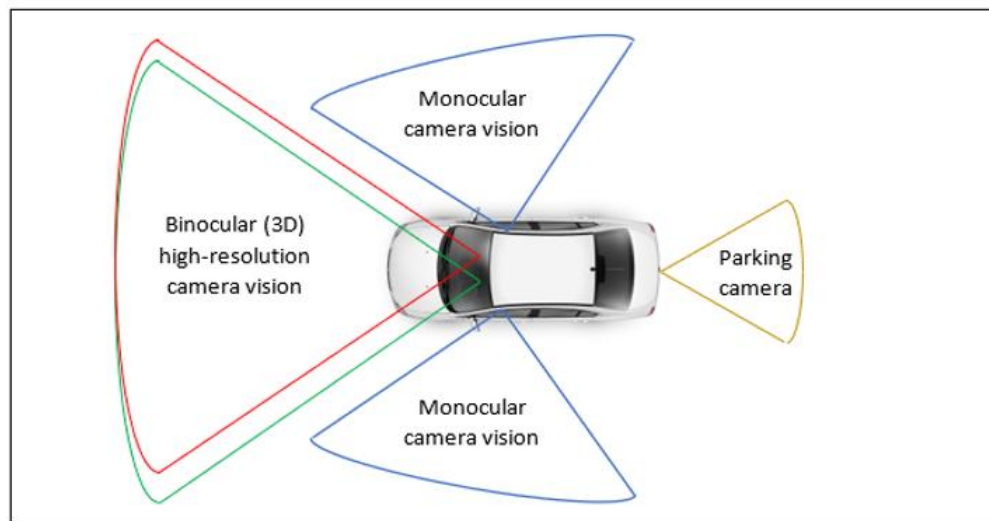 Monocular
camera vision
Binocular (3D)
high-resolution
camera vision
Parking
camera
Monocular
camera vision